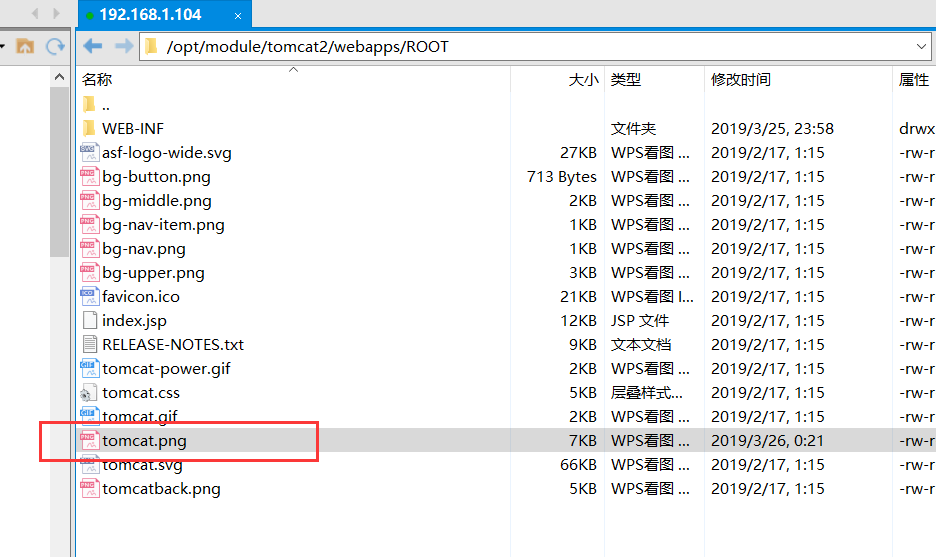 192.168.1.104 ×
/opt/module/tomcat2/webapps/ROOT
名称 大小 类型 修改时间 属性
..
WEB-INF 文件夹 2019/3/25, 23:58 drwx
asf-logo-wide.svg 27KB WPS看图 ... 2019/2/17, 1:15 -rw-r
bg-button.png 713 Bytes WPS看图 ... 2019/2/17, 1:15 -rw-r
bg-middle.png 2KB WPS看图 ... 2019/2/17, 1:15 -rw-r
bg-nav-item.png 1KB WPS看图 ... 2019/2/17, 1:15 -rw-r
bg-nav.png 1KB WPS看图 ... 2019/2/17, 1:15 -rw-r
bg-upper.png 3KB WPS看图 ... 2019/2/17, 1:15 -rw-r
favicon.ico 21KB WPS看图 I... 2019/2/17, 1:15 -rw-r
index.jsp 12KB JSP 文件 2019/2/17, 1:15 -rw-r
RELEASE-NOTES.txt 9KB 文本文档 2019/2/17, 1:15 -rw-r
tomcat-power.gif 2KB WPS看图 ... 2019/2/17, 1:15 -rw-r
tomcat.css 5KB 层叠样式... 2019/2/17, 1:15 -rw-r
tomcat.gif 2KB WPS看图 ... 2019/2/17, 1:15 -rw-r
tomcat.png 7KB WPS看图 ... 2019/3/26, 0:21 -rw-r
tomcat.svg 66KB WPS看图 ... 2019/2/17, 1:15 -rw-r
tomcatback.png 5KB WPS看图 ... 2019/2/17, 1:15 -rw-r